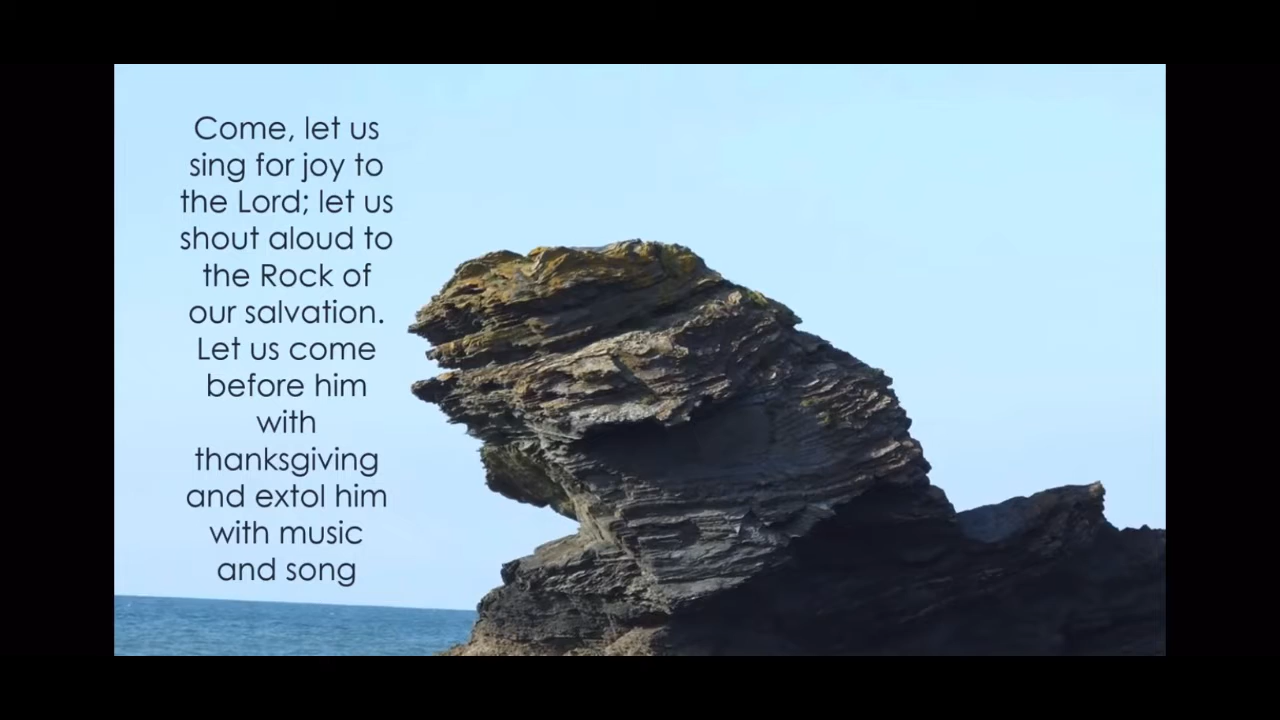 Come, let us
sing for joy to
the Lord; let us
shout aloud to
the Rock of
our salvation.
Let us come
before him
with
thanksgiving
and extol him
with music
and song